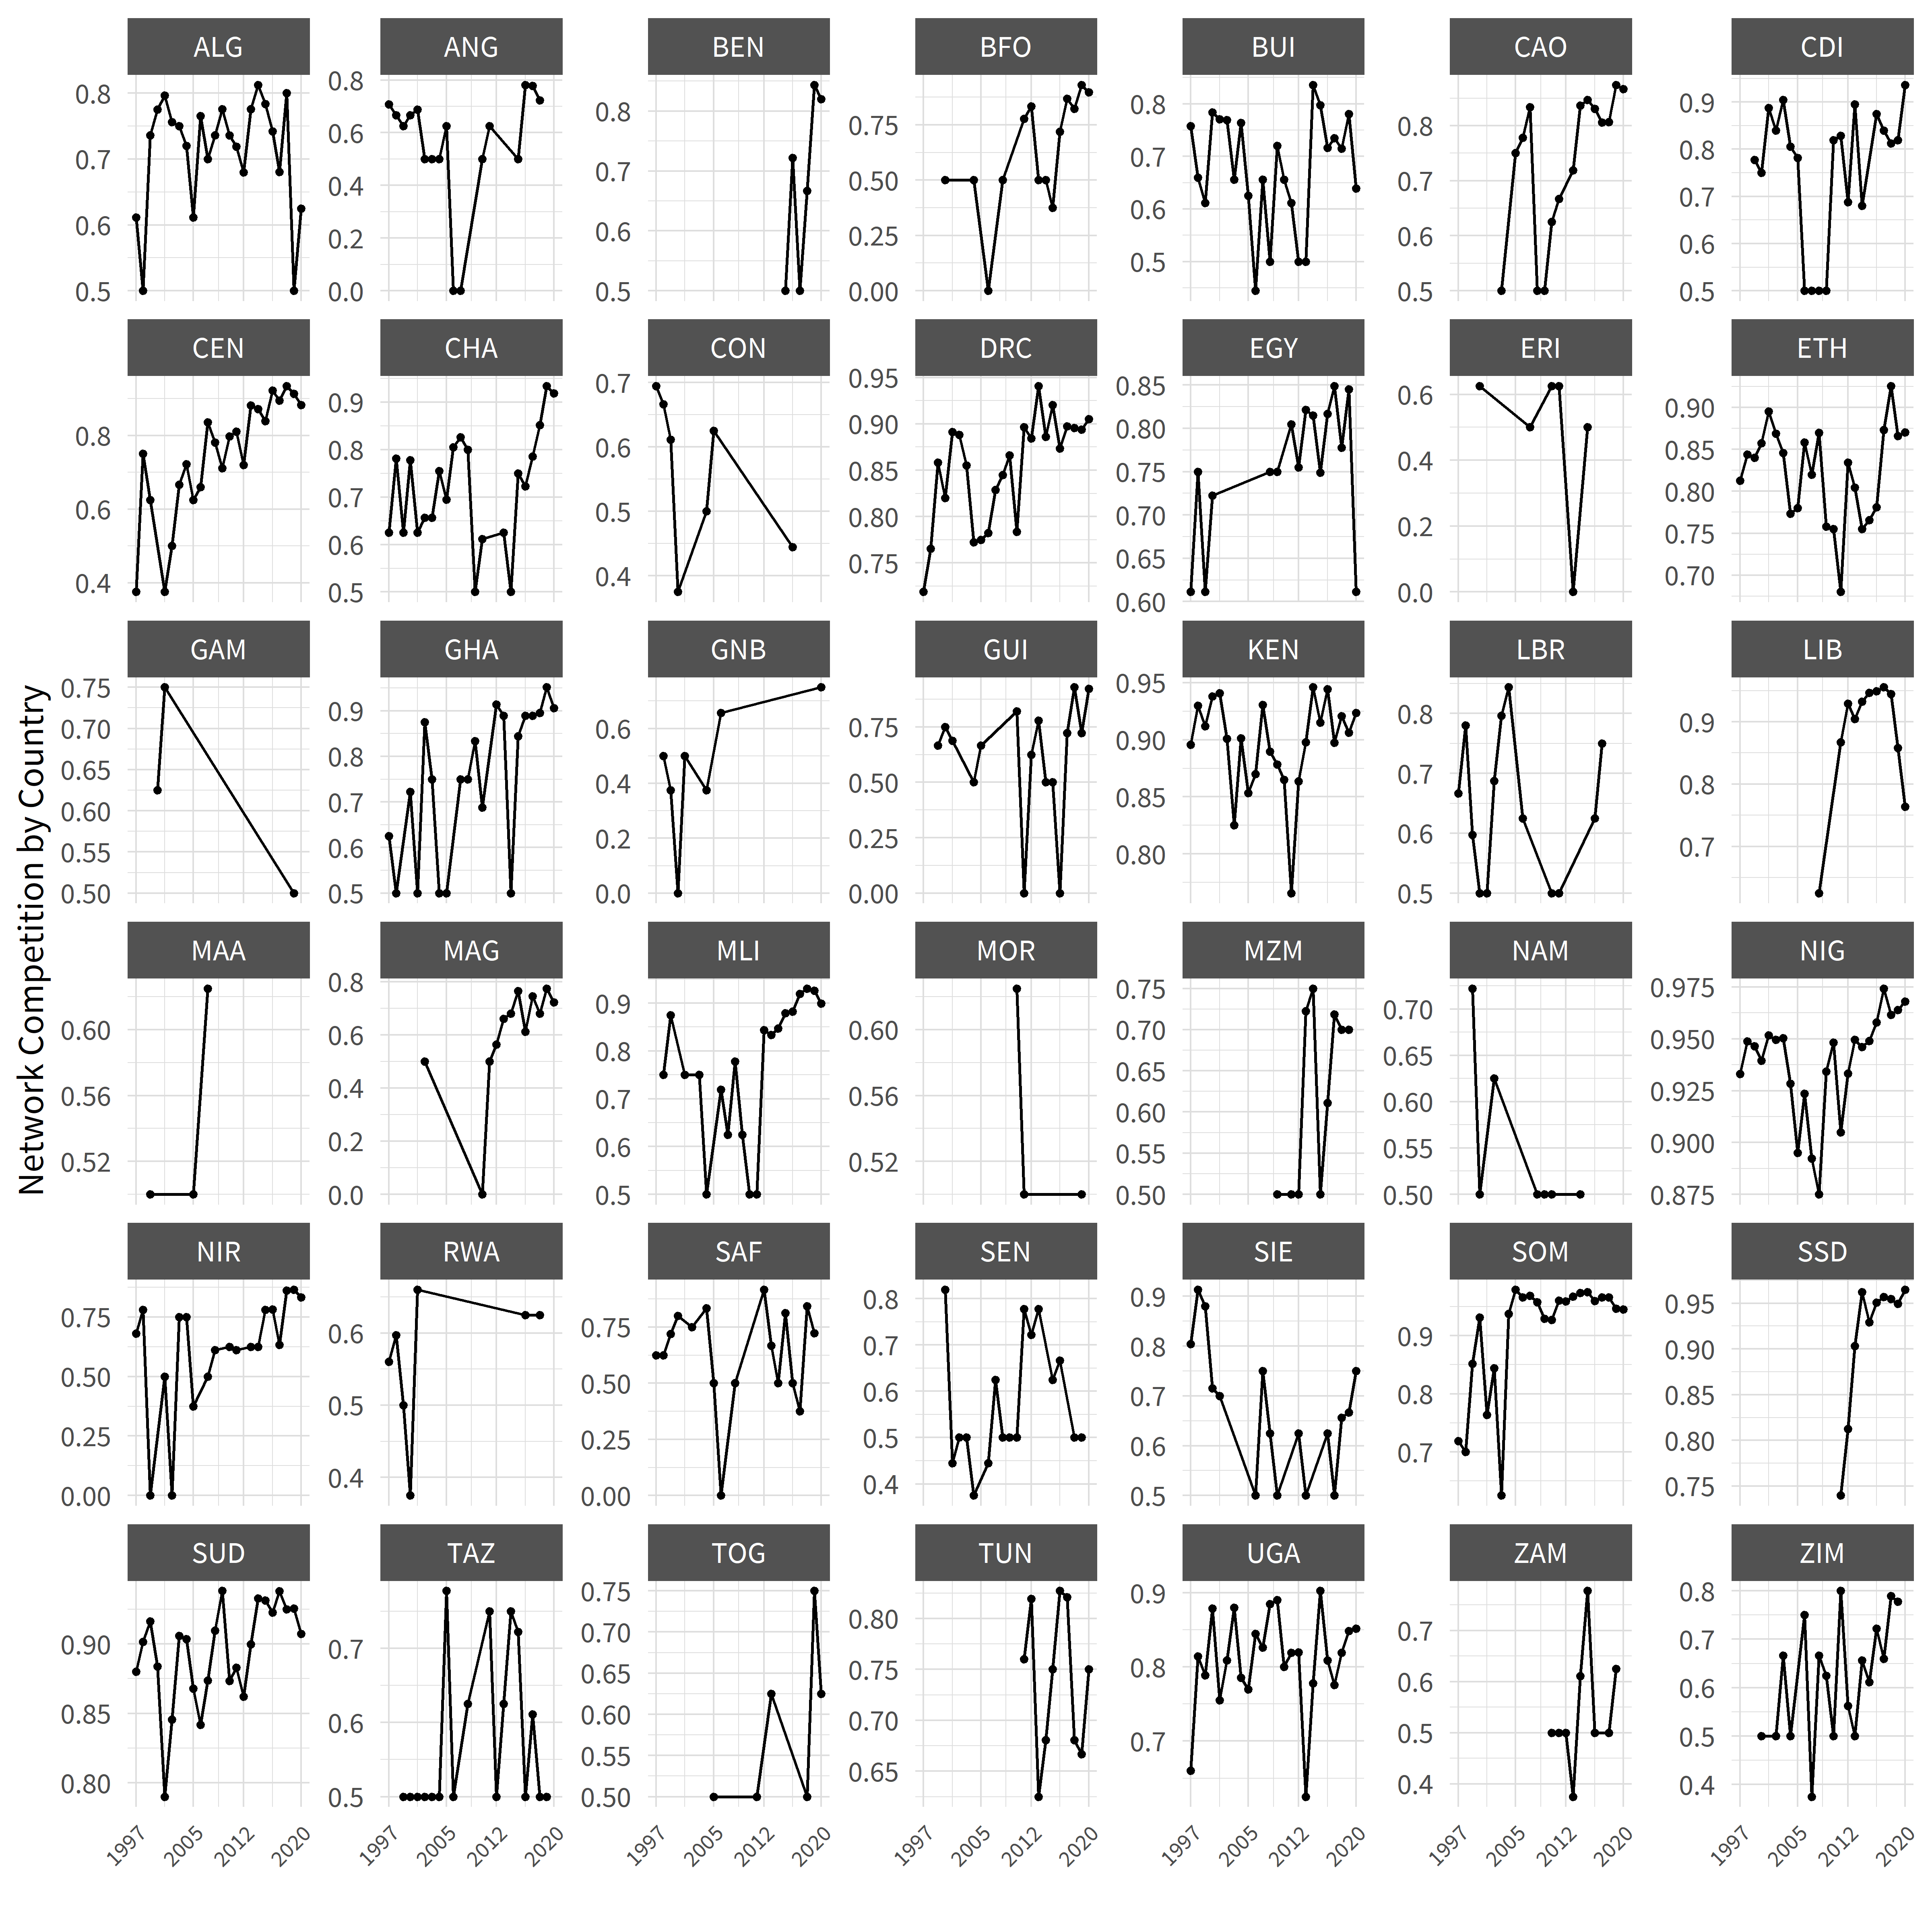 Network Competition by Country
ALG ANG BEN BFO BUI CAO CDI
0.8 0.7 0.6 0.5
0.8 0.6 0.4 0.2 0.0
0.8 0.7 0.6 0.5
0.75 0.50 0.25 0.00
0.8 0.7 0.6 0.5
0.8 0.7 0.6 0.5
0.9 0.8 0.7 0.6 0.5
CEN CHA CON DRC EGY ERI ETH
0.8 0.6 0.4
0.9 0.8 0.7 0.6 0.5
0.7 0.6 0.5 0.4
0.95 0.90 0.85 0.80 0.75
0.85 0.80 0.75 0.70 0.65 0.60
0.6 0.4 0.2 0.0
0.90 0.85 0.80 0.75 0.70
GAM GHA GNB GUI KEN LBR LIB
0.75 0.70 0.65 0.60 0.55 0.50
0.9 0.8 0.7 0.6 0.5
0.6 0.4 0.2 0.0
0.75 0.50 0.25 0.00
0.95 0.90 0.85 0.80
0.8 0.7 0.6 0.5
0.9 0.8 0.7
MAA MAG MLI MOR MZM NAM NIG
0.60 0.56 0.52
0.8 0.6 0.4 0.2 0.0
0.9 0.8 0.7 0.6 0.5
0.60 0.56 0.52
0.75 0.70 0.65 0.60 0.55 0.50
0.70 0.65 0.60 0.55 0.50
0.975 0.950 0.925 0.900 0.875
NIR RWA SAF SEN SIE SOM SSD
0.75 0.50 0.25 0.00
0.6 0.5 0.4
0.75 0.50 0.25 0.00
0.8 0.7 0.6 0.5 0.4
0.9 0.8 0.7 0.6 0.5
0.9 0.8 0.7
0.95 0.90 0.85 0.80 0.75
SUD TAZ TOG TUN UGA ZAM ZIM
0.90 0.85 0.80
0.7 0.6 0.5
0.75 0.70 0.65 0.60 0.55 0.50
0.80 0.75 0.70 0.65
0.9 0.8 0.7
0.7 0.6 0.5 0.4
0.8 0.7 0.6 0.5 0.4
1997 2005 2012 2020 1997 2005 2012 2020 1997 2005 2012 2020 1997 2005 2012 2020 1997 2005 2012 2020 1997 2005 2012 2020 1997 2005 2012 2020